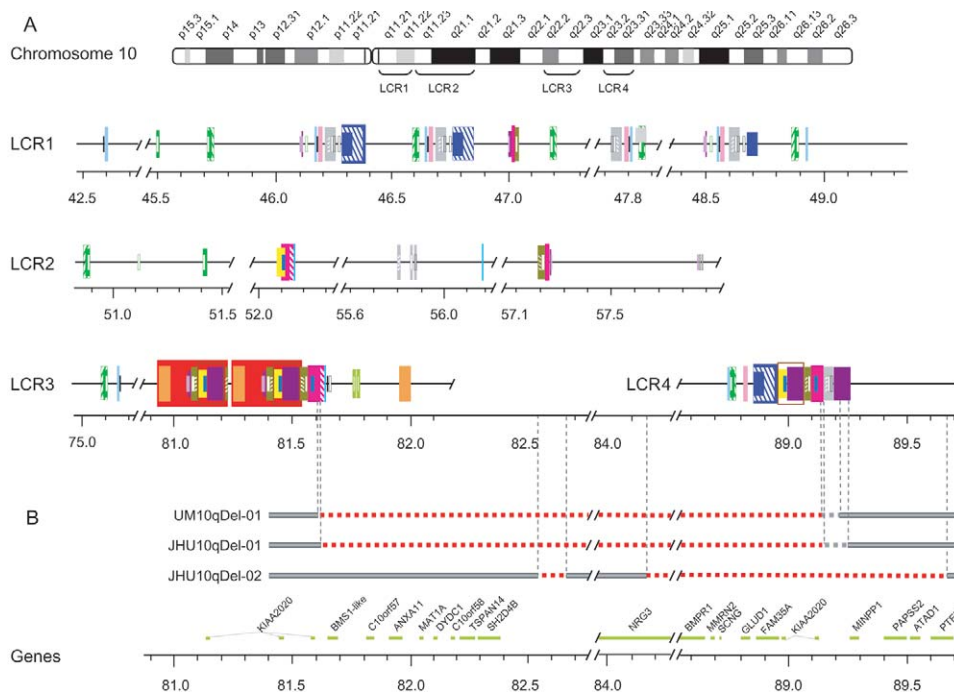 A
p15.3 p15.1 p14 p13 p12.31 p12.1 p11.22 p11.21 q11.21 q11.22 q11.23 q21.1 q21.2 q21.3 q22.1 q22.2 q22.3 q23.1 q23.2 q24.2 q24.32 q25.1 q25.2 q25.3 q26.11 q26.13 q26.2 q26.3
Chromosome 10
LCR1 LCR2 LCR3 LCR4
LCR1
42.5 45.5 46.0 46.5 47.0 47.8 48.5 49.0
LCR2
51.0 51.5 52.0 55.6 56.0 57.1 57.5
LCR3 LCR4
75.0 81.0 81.5 82.0 82.5 84.0 89.0 89.5
B
UM10qDel-01
JHU10qDel-01
JHU10qDel-02
KIAA2020 BMS1-like C10orf57 ANXA11 MAT1A DYDC1 C10orf58 TSPAN14 SH2D4B NRG3 BMPR1 MMRN2 SCNG GLUD1 FAM35A KIAA2020 MINPP1 PAPSS2 ATAD1
Genes
81.0 81.5 82.0 82.5 84.0 89.0 89.5